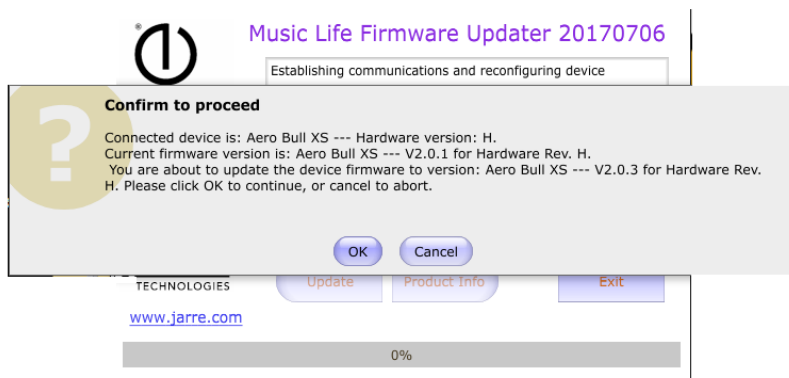 Music Life Firmware Updater 20170706
Establishing communications and reconfiguring device
Confirm to proceed
Connected device is: Aero Bull XS --- Hardware version: H.
Current firmware version is: Aero Bull XS --- V2.0.1 for Hardware Rev. H.
You are about to update the device firmware to version: Aero Bull XS --- V2.0.3 for Hardware Rev.
H. Please click OK to continue, or cancel to abort.
OK Cancel
TECHNOLOGIES
Update Product Info Exit
www.jarre.com
0%